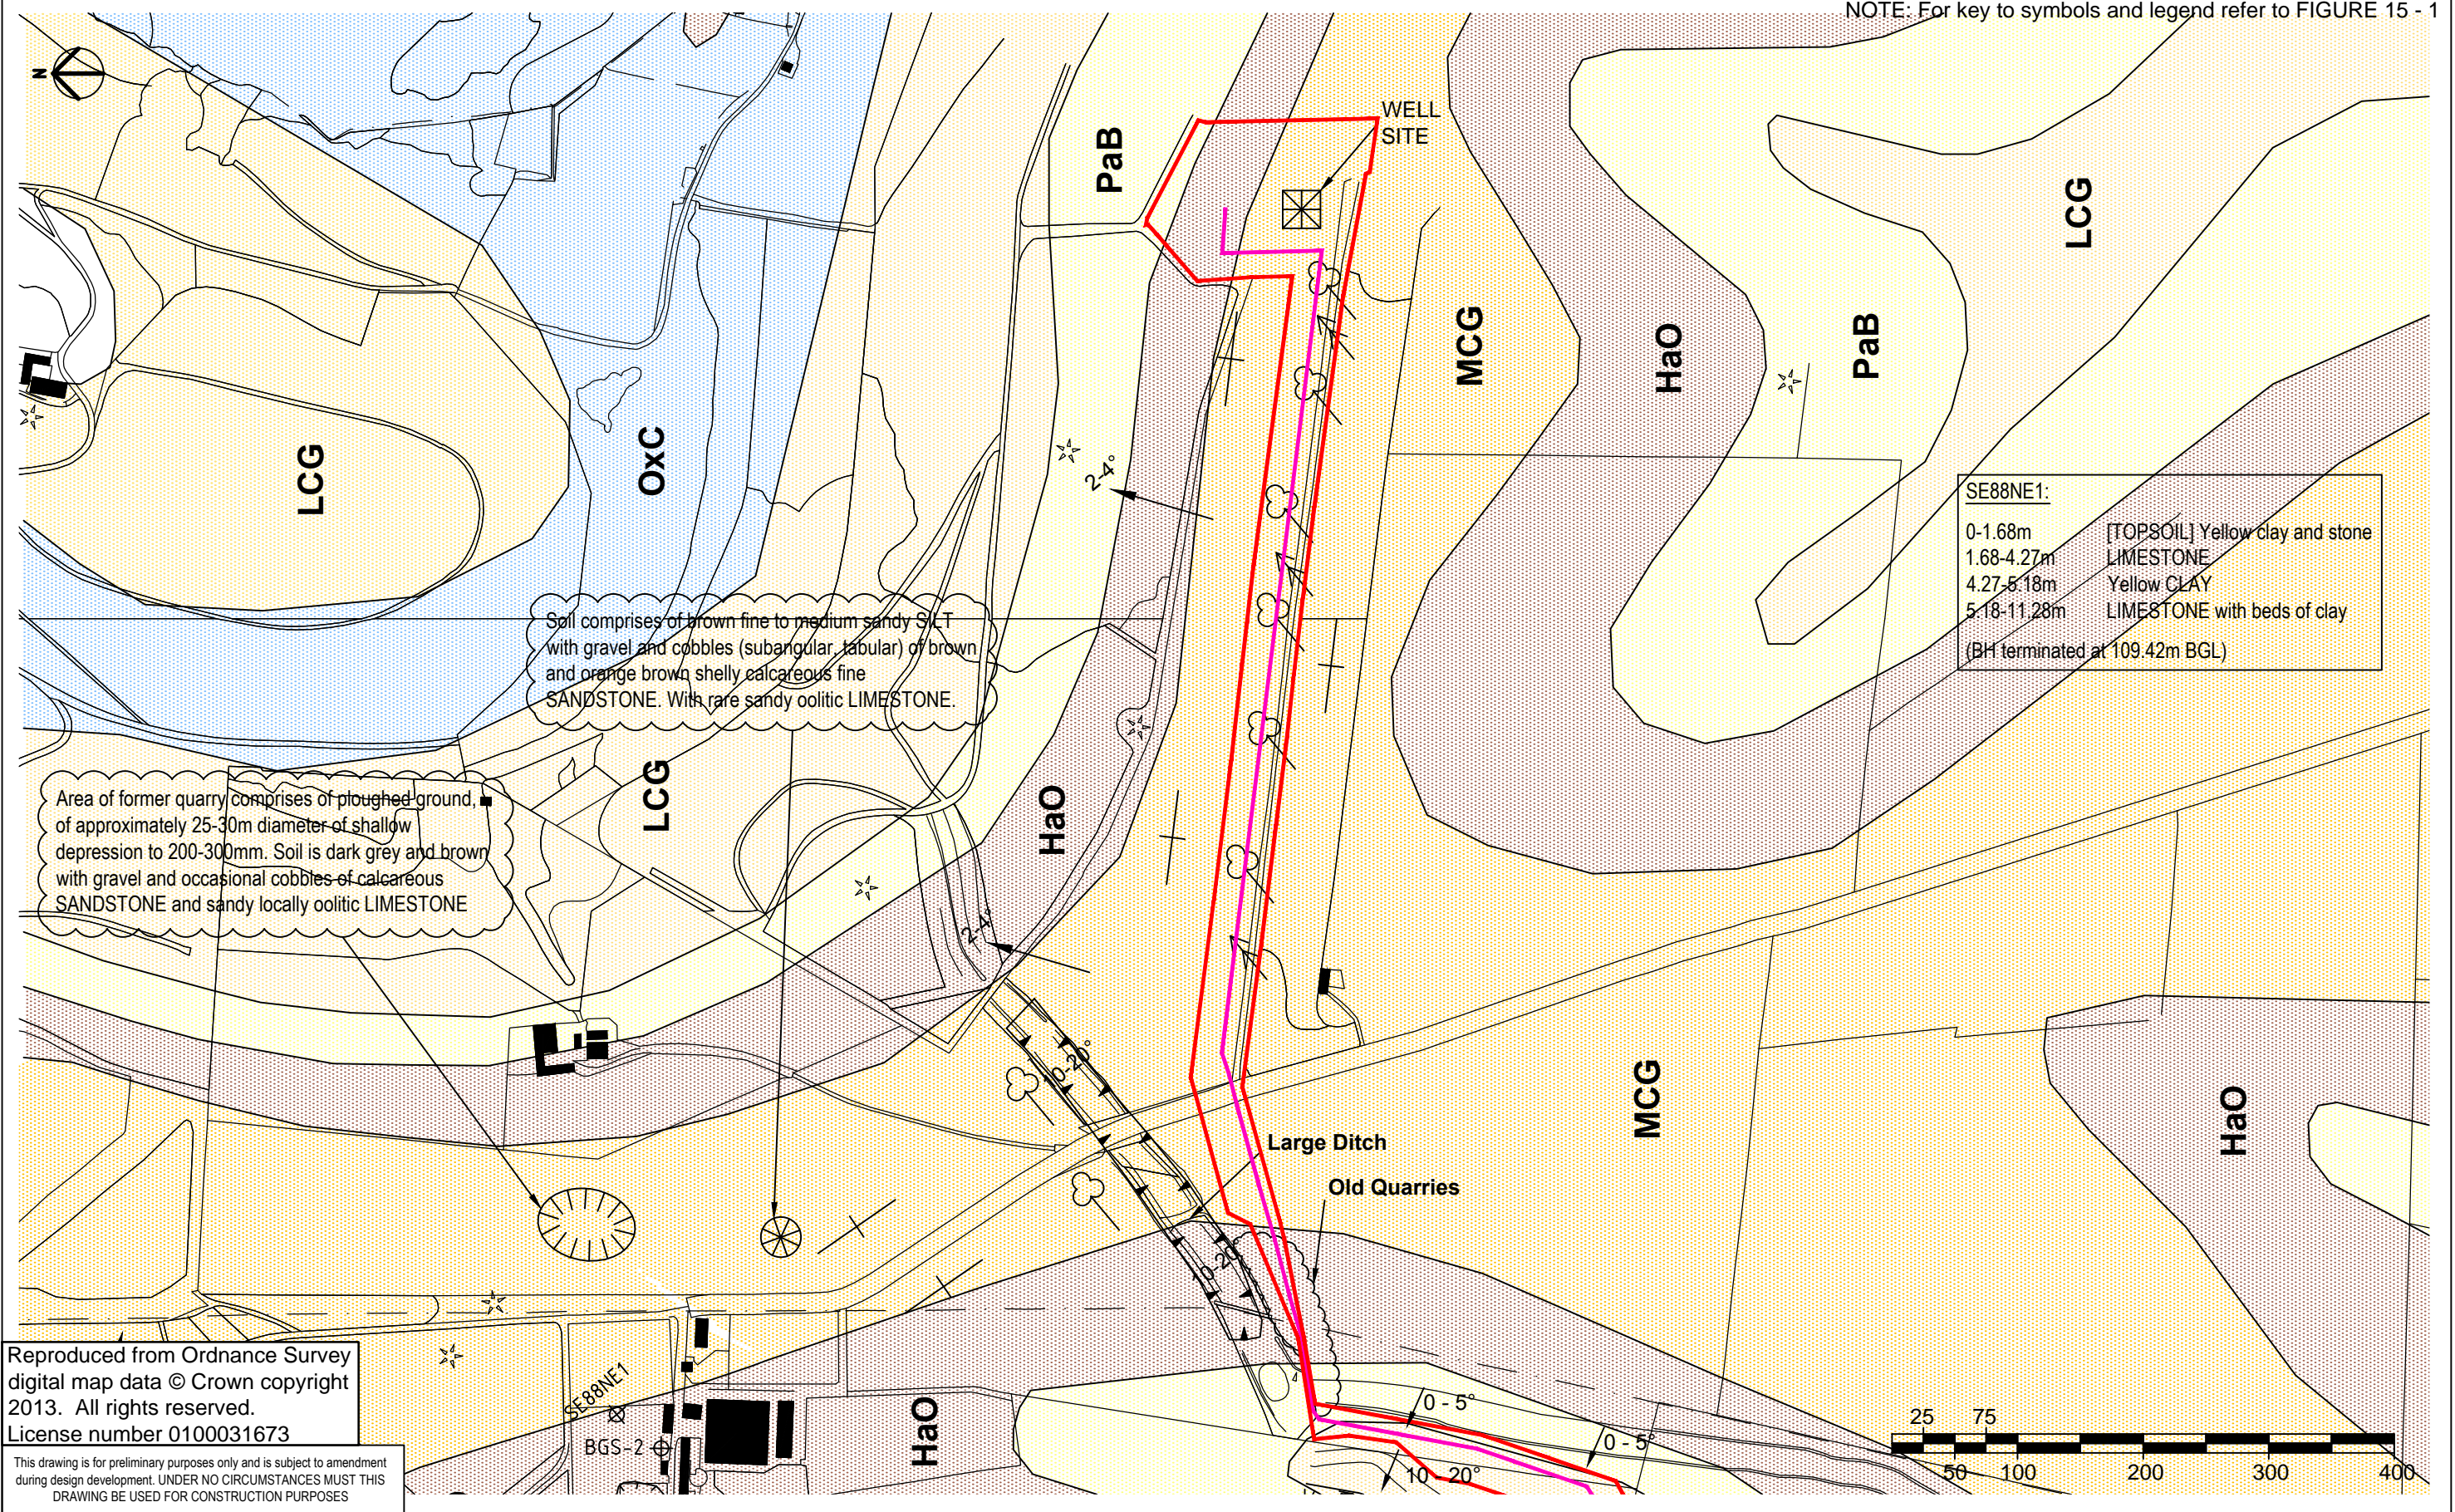 NOTE: For key to symbols and legend refer to FIGURE 15 - 1
N
WELL
SITE
PaB
LCG
MCG
HaO
PaB
LCG
OxC
2-4°
SE88NE1:
0-1.68m [TOPSOIL] Yellow clay and stone
1.68-4.27m LIMESTONE
4.27-5.18m Yellow CLAY
5.18-11.28m LIMESTONE with beds of clay
(BH terminated at 109.42m BGL)
Soil comprises of brown fine to medium sandy SILT
with gravel and cobbles (subangular, tabular) of brown
and orange brown shelly calcareous fine
SANDSTONE. With rare sandy oolitic LIMESTONE.
LCG
HaO
Area of former quarry comprises of ploughed ground,
of approximately 25-30m diameter of shallow
depression to 200-300mm. Soil is dark grey and brown
with gravel and occasional cobbles of calcareous
SANDSTONE and sandy locally oolitic LIMESTONE
2-4°
10-20°
MCG
HaO
Large Ditch
Old Quarries
10-20°
Reproduced from Ordnance Survey
digital map data © Crown copyright
2013. All rights reserved.
License number 0100031673
SE88NE1
BGS-2
HaO
0 - 5°
0 - 5°
10 - 20°
25 75
50 100 200 300 400
This drawing is for preliminary purposes only and is subject to amendment
during design development. UNDER NO CIRCUMSTANCES MUST THIS
DRAWING BE USED FOR CONSTRUCTION PURPOSES